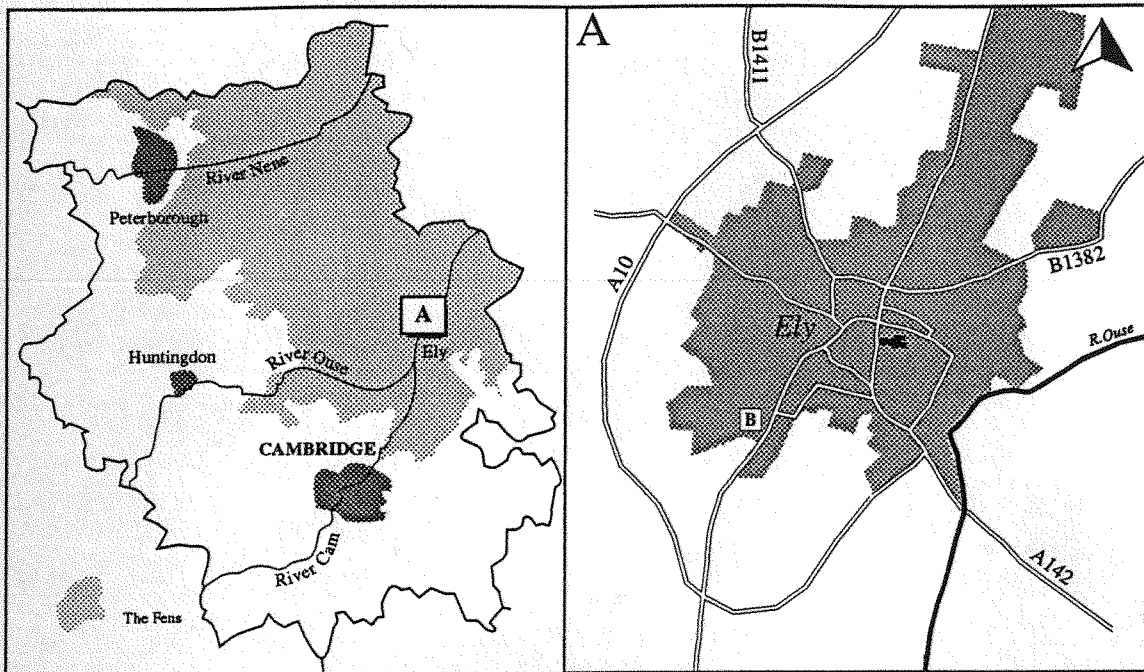 River Nene
Peterborough
A
Ely
Huntingdon
River Ouse
CAMBRIDGE
River Cam
The Fens
A
B1411
A10
B1382
Ely
R.Ouse
B
A142